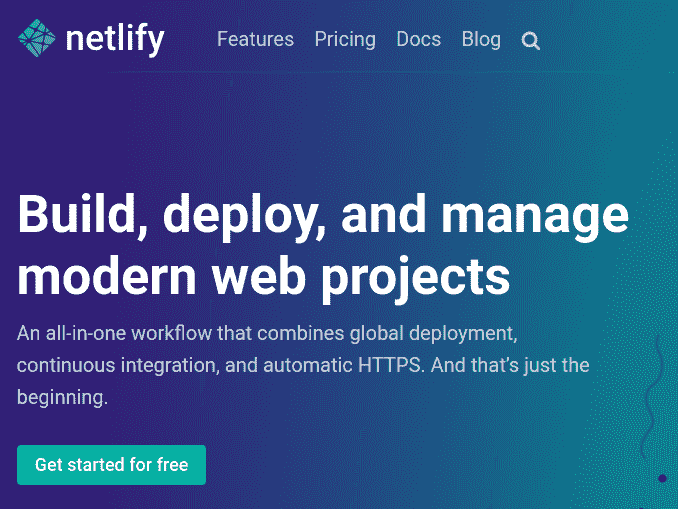 netlify
Features Pricing Docs Blog
Build, deploy, and manage
modern web projects
An all-in-one workflow that combines global deployment,
continuous integration, and automatic HTTPS. And that’s just the
beginning.
Get started for free